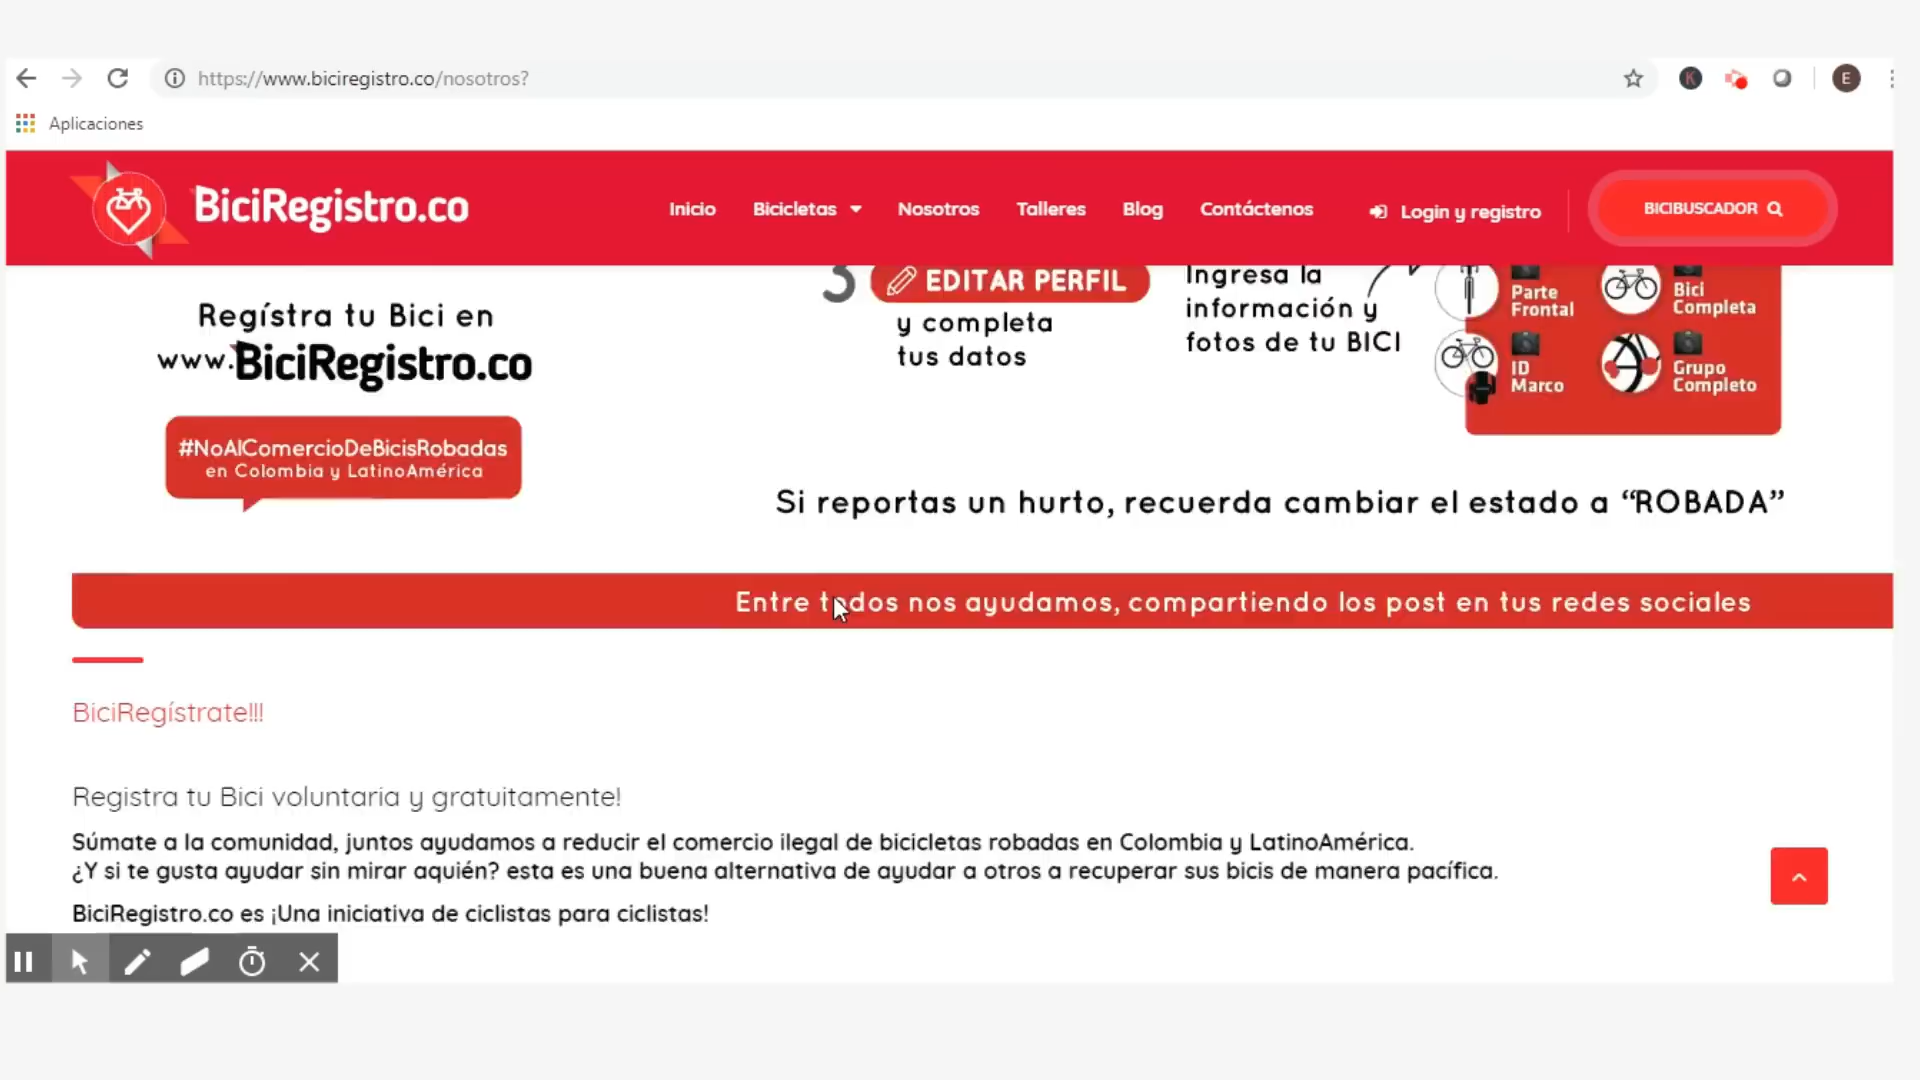 https://www.biciregistro.co/nosotros?
K
E
Aplicaciones
BiciRegistro.co
Inicio
Bicicletas
Nosotros
Talleres
Blog
Contáctenos
Login y registro
BICIBUSCADOR
Regístra tu Bici en
www.BiciRegistro.co
#NoAlComercioDeBicisRobadas
en Colombia y LatinoAmérica
3 EDITAR PERFIL
y completa
tus datos
Ingresa la
información y
fotos de tu BICI
Parte
Frontal
Bici
Completa
ID
Marco
Grupo
Completo
Si reportas un hurto, recuerda cambiar el estado a “ROBADA”
Entre todos nos ayudamos, compartiendo los post en tus redes sociales
BiciRegístrate!!!
Registra tu Bici voluntaria y gratuitamente!
Súmate a la comunidad, juntos ayudamos a reducir el comercio ilegal de bicicletas robadas en Colombia y LatinoAmérica.
¿Y si te gusta ayudar sin mirar aquién? esta es una buena alternativa de ayudar a otros a recuperar sus bicis de manera pacífica.
BiciRegistro.co es ¡Una iniciativa de ciclistas para ciclistas!